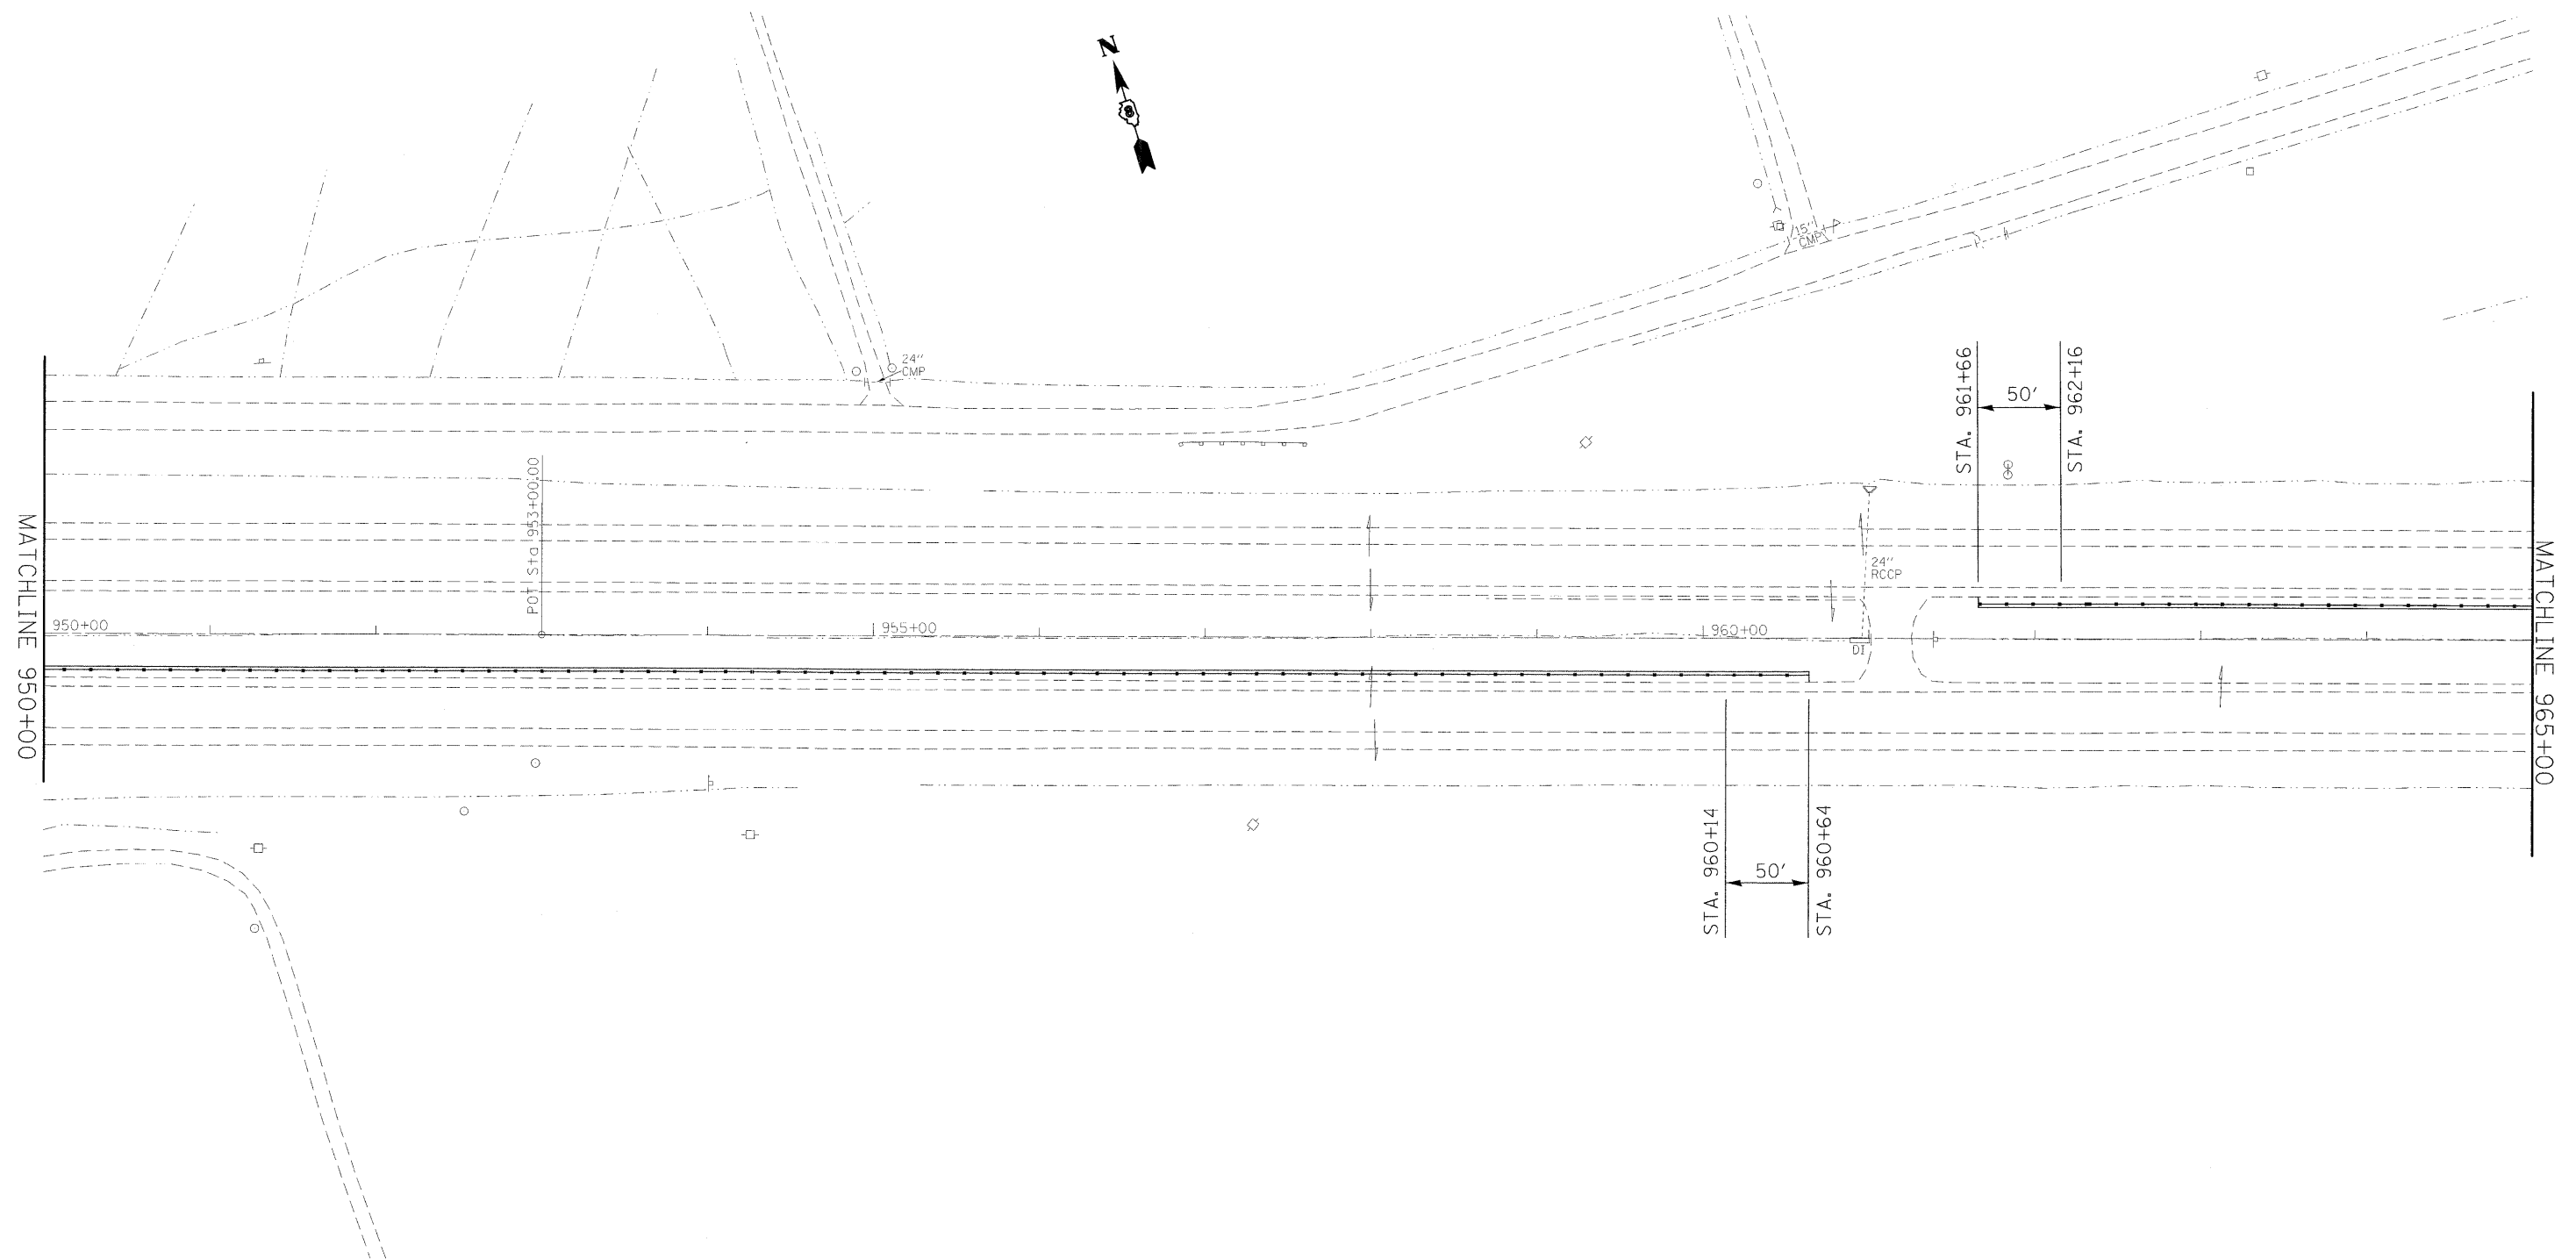 N
8
15"
CMP
24"
CMP
STA. 961+66
50'
STA. 962+16
POT Sta 953+00.00
24"
RCCP
MATCHLINE 950+00
950+00
955+00
960+00
DI
MATCHLINE 965+00
STA. 960+14
50'
STA. 960+64